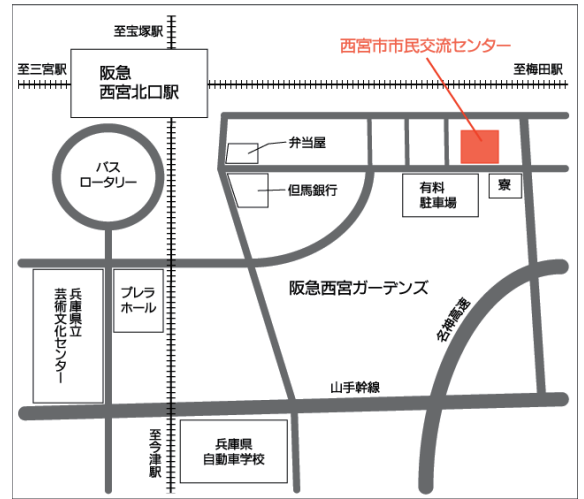 至宝塚駅
西宮市市民交流センター
至三宮駅
阪急
西宮北口駅
至梅田駅
弁当屋
バス
ロータリー
但馬銀行
有料
駐車場
寮
阪急西宮ガーデンズ
兵庫県立
芸術文化センター
プレラ
ホール
名神高速
山手幹線
至今津駅
兵庫県
自動車学校